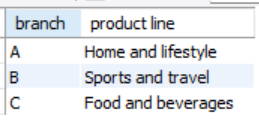 branch product line
A Home and lifestyle
B Sports and travel
C Food and beverages